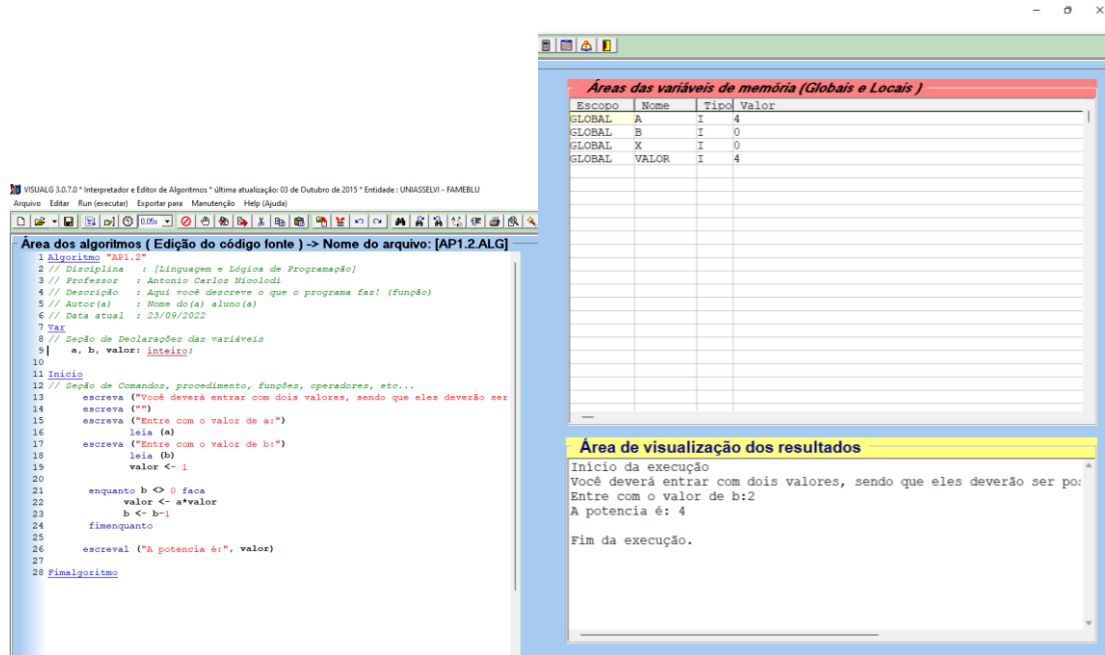 VISUALG 3.0.7.0 * Interpretador e Editor de Algoritmos * última atualização: 03 de Outubro de 2015 * Entidade : UNIASSELVI - FAMEBLU
Arquivo Editar Run (executar) Exportar para Manutenção Help (Ajuda)
0.05s
Área dos algoritmos ( Edição do código fonte ) -> Nome do arquivo: [AP1.2.ALG]
1 Algoritmo "AP1.2"
2 // Disciplina : [Linguagem e Lógica de Programação]
3 // Professor : Antonio Carlos Nicolodi
4 // Descrição : Aqui você descreve o que o programa faz! (função)
5 // Autor(a) : Nome do(a) aluno(a)
6 // Data atual : 23/09/2022
7 Var
8 // Seção de Declarações das variáveis
9 a, b, valor: inteiro;
10
11 Inicio
12 // Seção de Comandos, procedimento, funções, operadores, etc...
13 escreva ("Você deverá entrar com dois valores, sendo que eles deverão ser
14 escreva ("")
15 escreva ("Entre com o valor de a:")
16 leia (a)
17 escreva ("Entre com o valor de b:")
18 leia (b)
19 valor <- 1
20
21 enquanto b <> 0 faca
22 valor <- a*valor
23 b <- b-1
24 fimenquanto
25
26 escreval ("A potencia é:", valor)
27
28 Fimalgoritmo
Áreas das variáveis de memória (Globais e Locais )
Escopo Nome Tipo Valor
GLOBAL A I 4
GLOBAL B I 0
GLOBAL X I 0
GLOBAL VALOR I 4
Área de visualização dos resultados
Início da execução
Você deverá entrar com dois valores, sendo que eles deverão ser po
Entre com o valor de b:2
A potencia é: 4
Fim da execução.